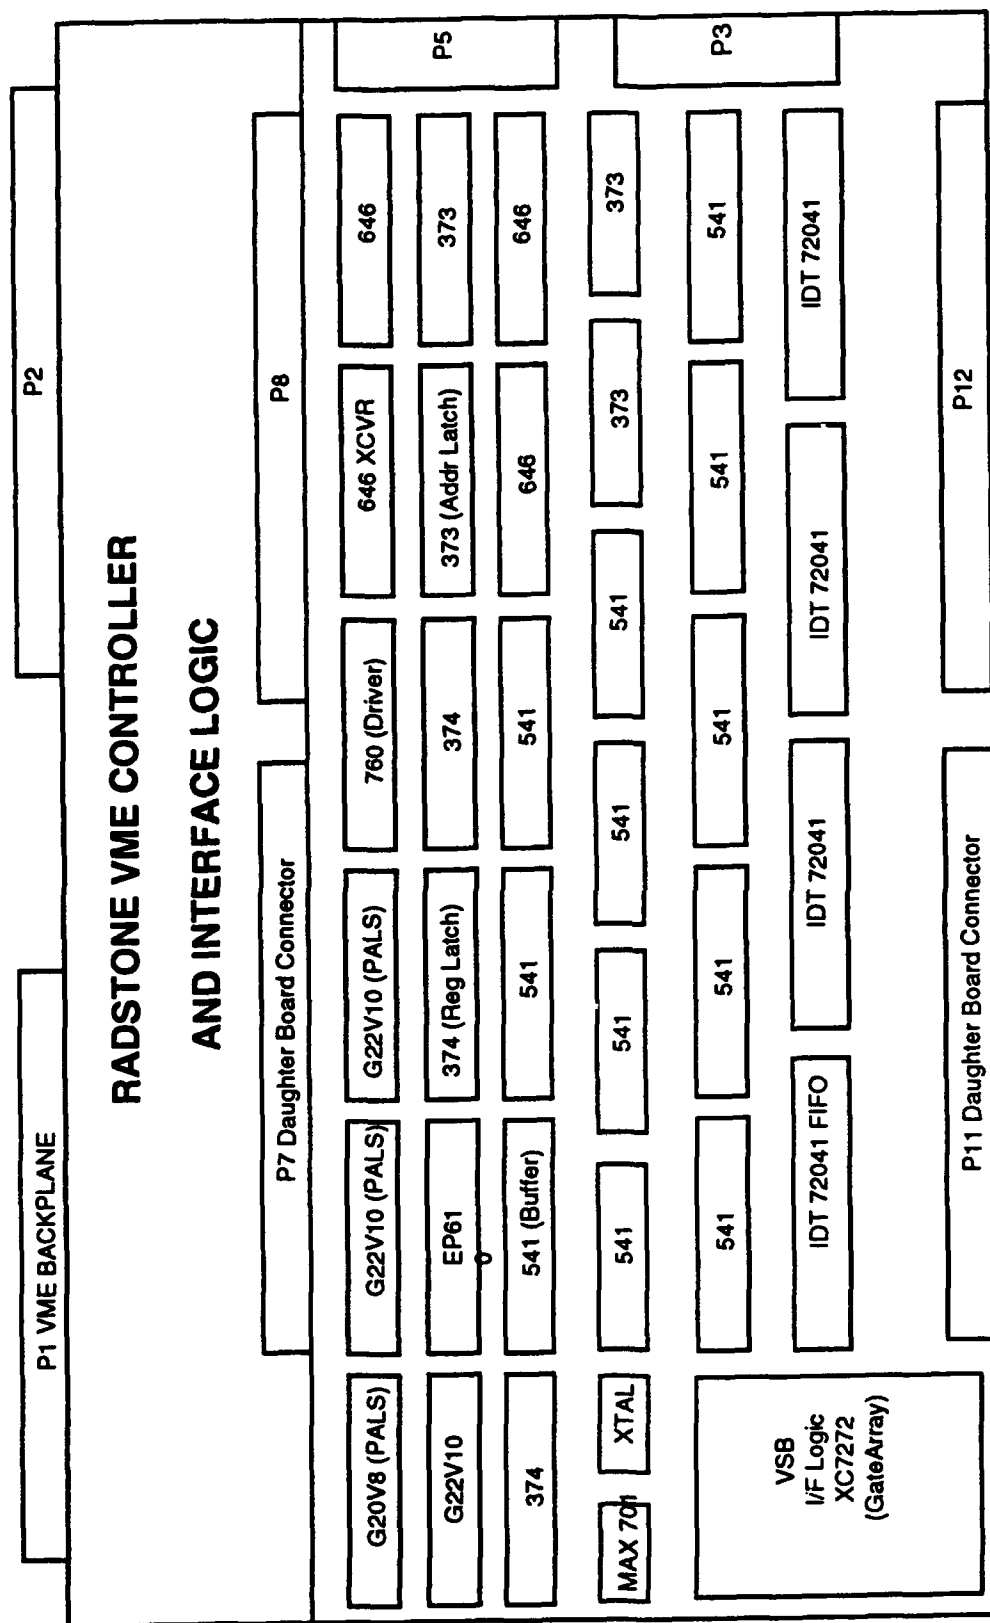 P1 VME BACKPLANE
P2
RADSTONE VME CONTROLLER
AND INTERFACE LOGIC
P7 Daughter Board Connector
P8
G20V8 (PALS)
G22V10 (PALS)
G22V10 (PALS)
760 (Driver)
646 XCVR
646
P5
G22V10
EP61
0
374 (Reg Latch)
374
373 (Addr Latch)
373
374
541 (Buffer)
541
541
646
646
MAX 701
XTAL
541
541
541
541
373
373
P3
541
541
541
541
541
VSB
I/F Logic
XC7272
(GateArray)
IDT 72041 FIFO
IDT 72041
IDT 72041
IDT 72041
P11 Daughter Board Connector
P12